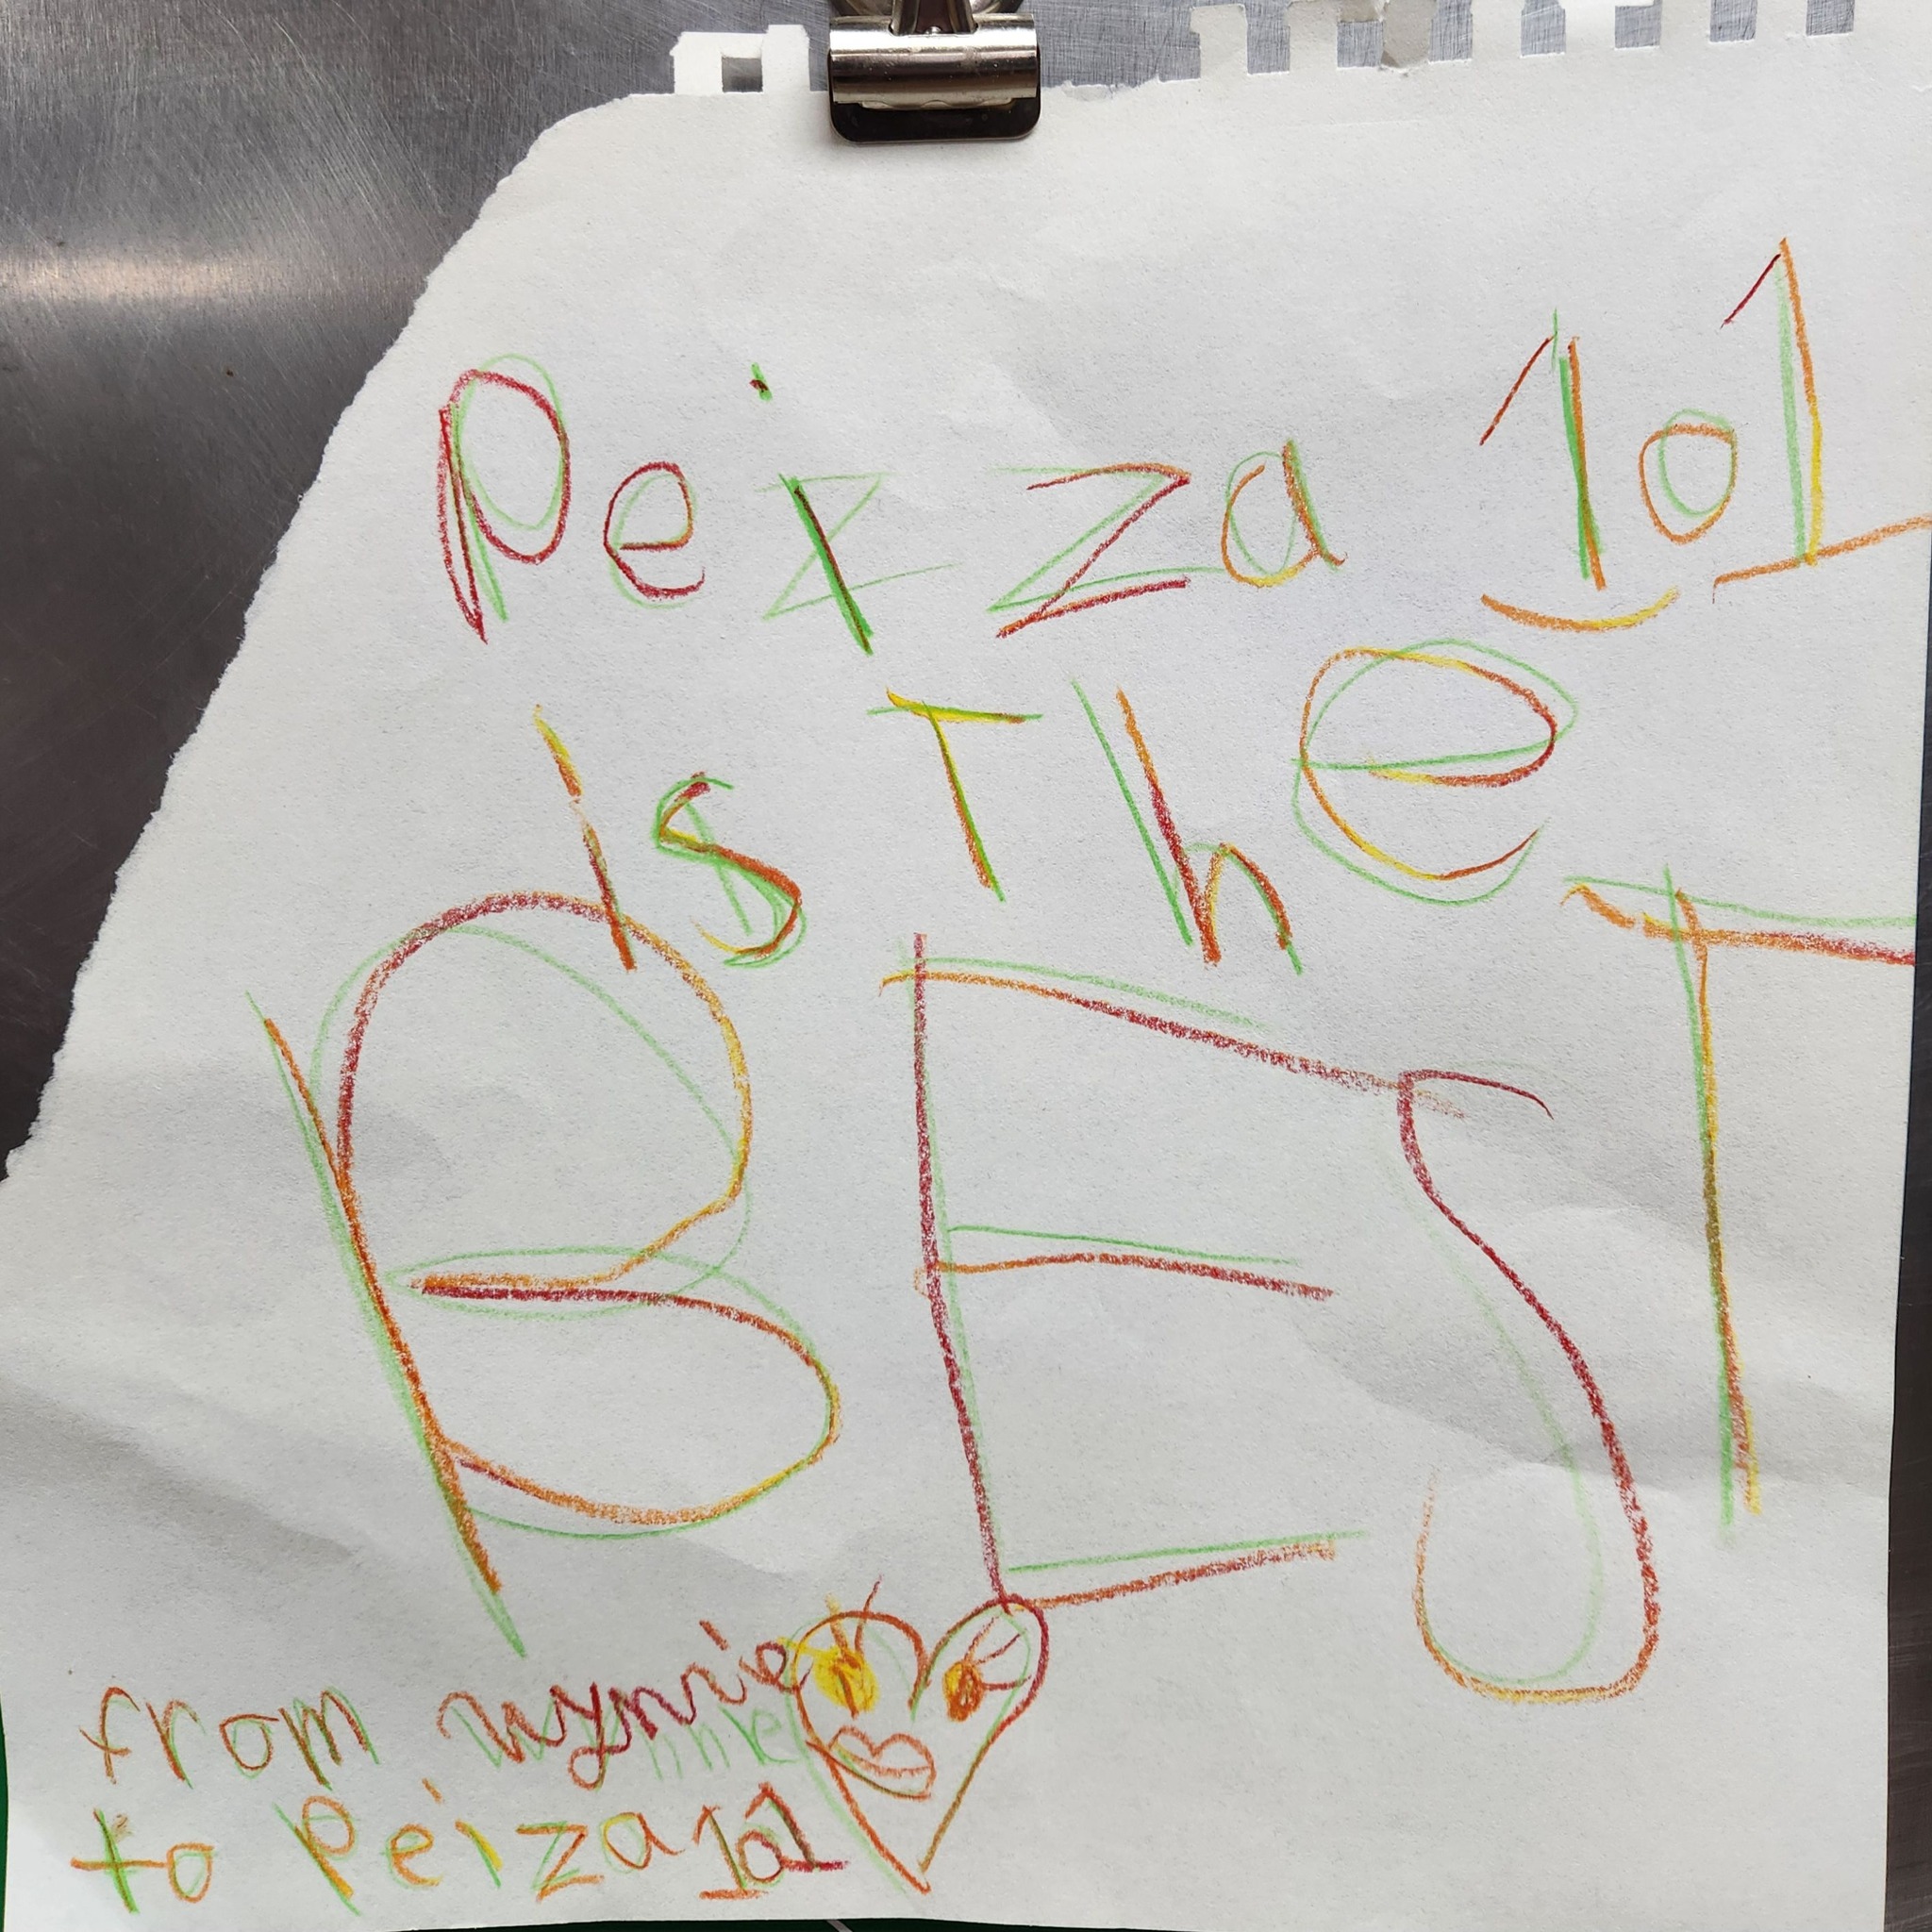 Peiza 101
is The
BEST
from wynnie
to Peiza 101